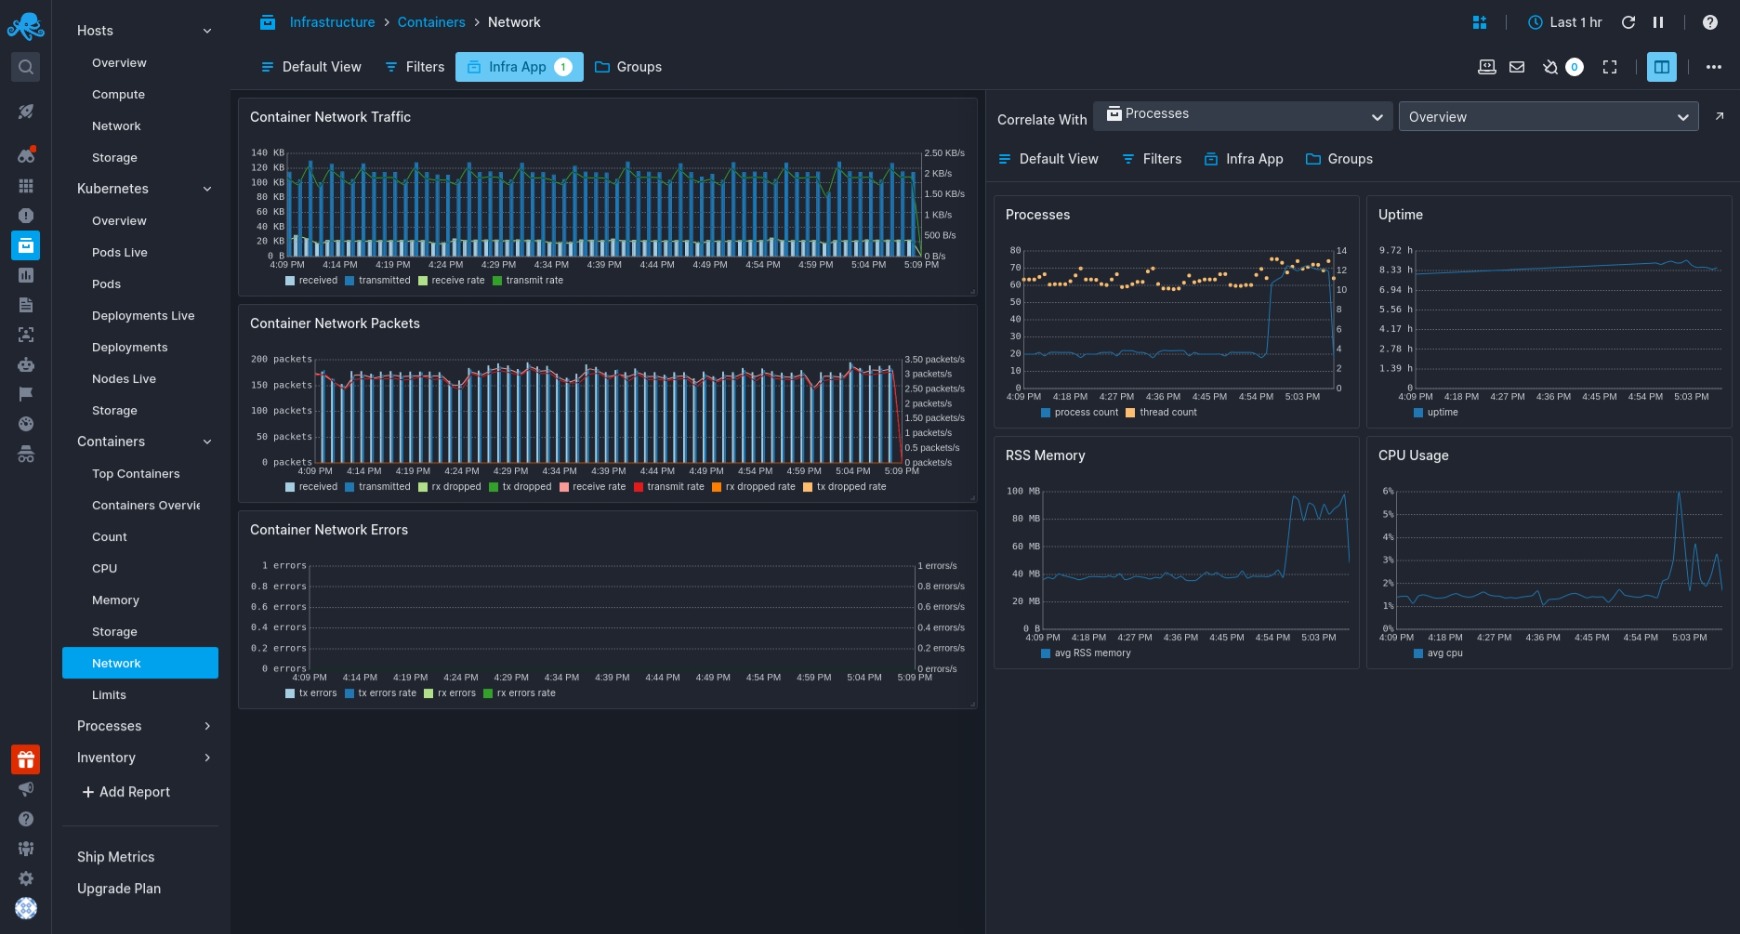 Hosts
Overview
Compute
Network
Storage
Kubernetes
Overview
Pods Live
Pods
Deployments Live
Deployments
Nodes Live
Storage
Containers
Top Containers
Containers Overvie
Count
CPU
Memory
Storage
Network
Limits
Processes
Inventory
+ Add Report
Ship Metrics
Upgrade Plan
Infrastructure > Containers > Network
Last 1 hr
Default View Filters Infra App 1 Groups
0
Container Network Traffic
140 KB 2.50 KB/s
120 KB 2 KB/s
100 KB 1.50 KB/s
80 KB
60 KB 1 KB/s
40 KB 500 B/s
20 KB
0 B 0 B/s
4:09 PM 4:14 PM 4:19 PM 4:24 PM 4:29 PM 4:34 PM 4:39 PM 4:44 PM 4:49 PM 4:54 PM 4:59 PM 5:04 PM 5:09 PM
received transmitted receive rate transmit rate
Container Network Packets
200 packets 3.50 packets/s
3 packets/s
150 packets 2.50 packets/s
2 packets/s
100 packets 1.50 packets/s
50 packets 1 packets/s
0.5 packets/s
0 packets 0 packets/s
4:09 PM 4:14 PM 4:19 PM 4:24 PM 4:29 PM 4:34 PM 4:39 PM 4:44 PM 4:49 PM 4:54 PM 4:59 PM 5:04 PM 5:09 PM
received transmitted rx dropped tx dropped receive rate transmit rate rx dropped rate tx dropped rate
Container Network Errors
1 errors 1 errors/s
0.8 errors 0.8 errors/s
0.6 errors 0.6 errors/s
0.4 errors 0.4 errors/s
0.2 errors 0.2 errors/s
0 errors 0 errors/s
4:09 PM 4:14 PM 4:19 PM 4:24 PM 4:29 PM 4:34 PM 4:39 PM 4:44 PM 4:49 PM 4:54 PM 4:59 PM 5:04 PM 5:09 PM
tx errors tx errors rate rx errors rx errors rate
Correlate With Processes Overview
Default View Filters Infra App Groups
Processes
80 14
70 12
60 10
50 8
40 6
30
20 4
10 2
0 0
4:09 PM 4:18 PM 4:27 PM 4:36 PM 4:45 PM 4:54 PM 5:03 PM
process count thread count
Uptime
9.72 h
8.33 h
6.94 h
5.56 h
4.17 h
2.78 h
1.39 h
0
4:09 PM 4:18 PM 4:27 PM 4:36 PM 4:45 PM 4:54 PM 5:03 PM
uptime
RSS Memory
100 MB
80 MB
60 MB
40 MB
20 MB
0 B
4:09 PM 4:18 PM 4:27 PM 4:36 PM 4:45 PM 4:54 PM 5:03 PM
avg RSS memory
CPU Usage
6%
5%
4%
3%
2%
1%
0%
4:09 PM 4:18 PM 4:27 PM 4:36 PM 4:45 PM 4:54 PM 5:03 PM
avg cpu